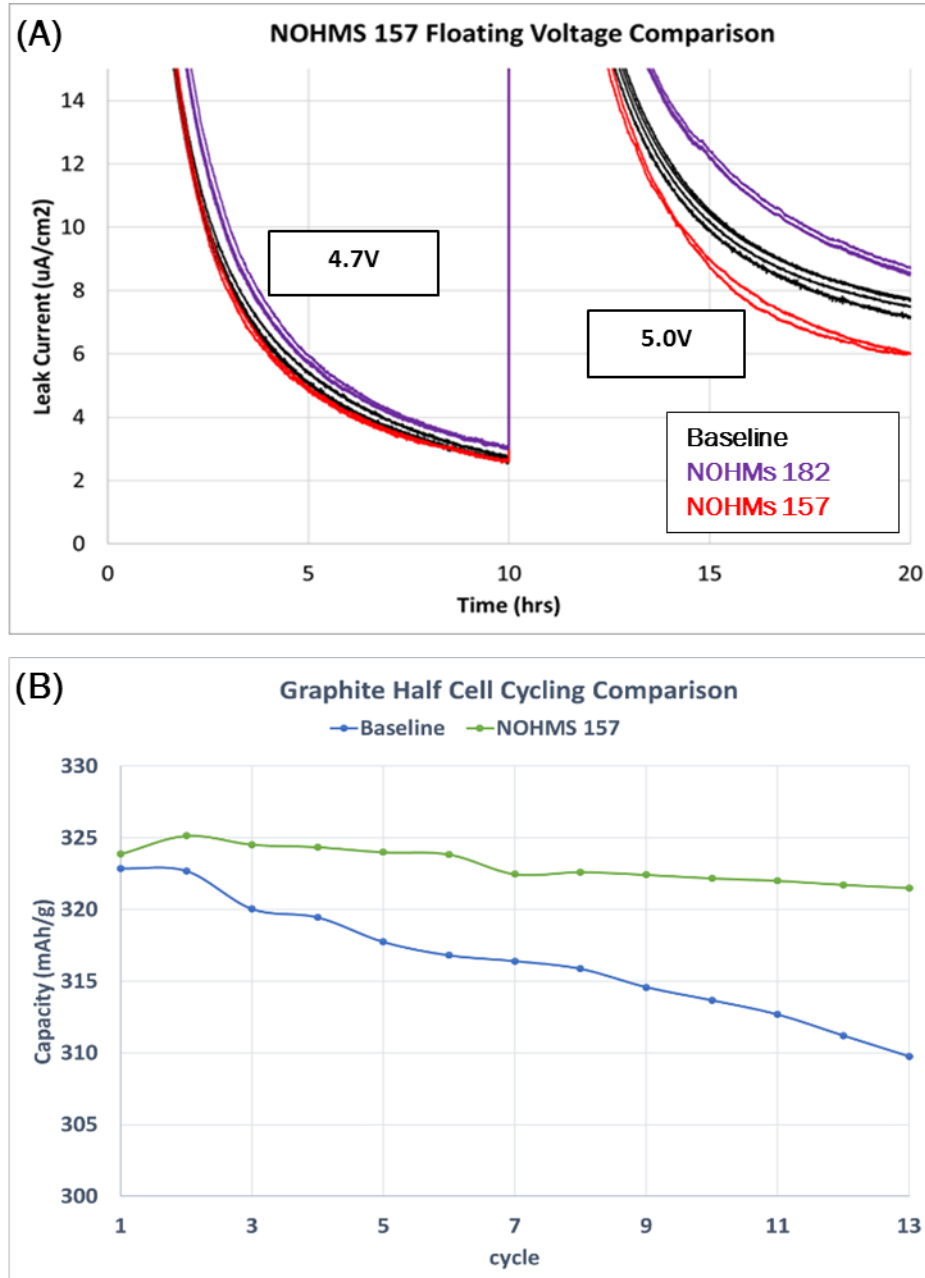 (A)
NOHMS 157 Floating Voltage Comparison
Leak Current (uA/cm2)
14
12
10
8
6
4
2
0
4.7V
5.0V
Baseline
NOHMs 182
NOHMs 157
0 5 10 15 20
Time (hrs)
(B)
Graphite Half Cell Cycling Comparison
Baseline NOHMS 157
Capacity (mAh/g)
330
325
320
315
310
305
300
1 3 5 7 9 11 13
cycle